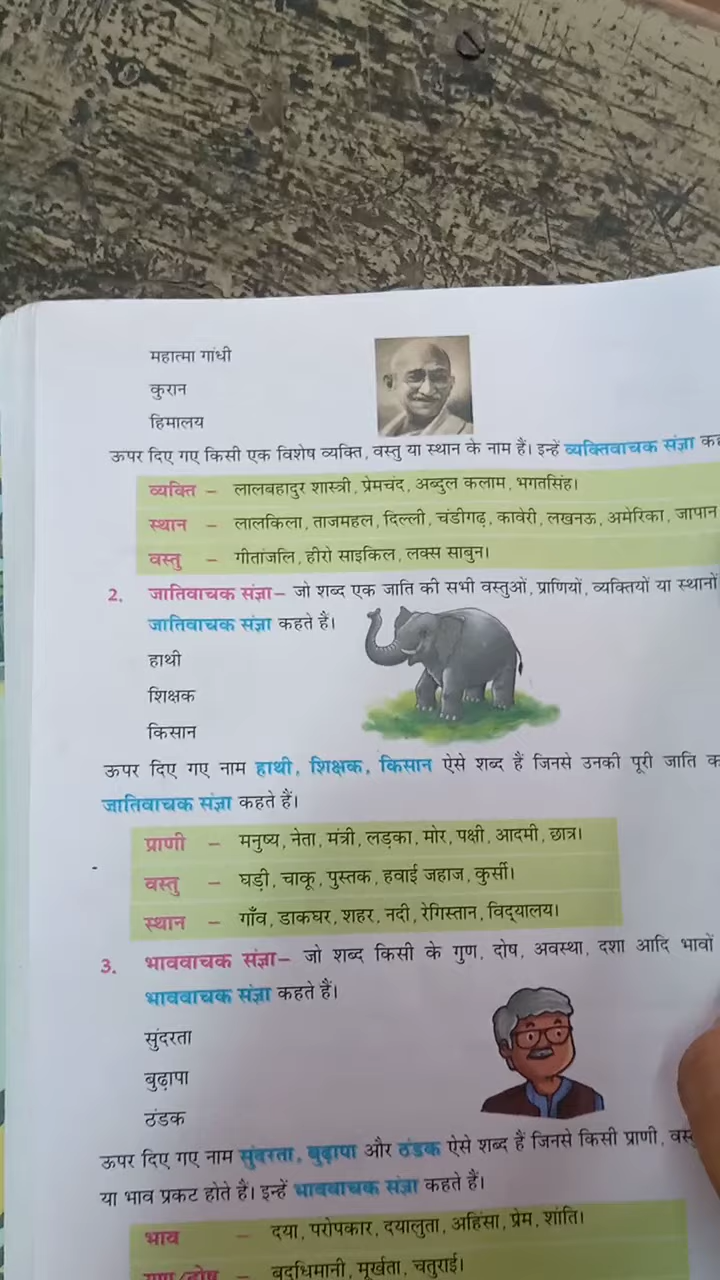 महात्मा गांधी
कुरान
हिमालय
ऊपर दिए गए किसी एक विशेष व्यक्ति, वस्तु या स्थान के नाम हैं। इन्हें व्यक्तिवाचक संज्ञा
व्यक्ति – लालबहादुर शास्त्री, प्रेमचंद, अब्दुल कलाम, भगतसिंह।
स्थान – लालकिला, ताजमहल, दिल्ली, चंडीगढ़, कावेरी, लखनऊ, अमेरिका, जापान
वस्तु – गीतांजलि, हीरो साइकिल, लक्स साबुन।
2. जातिवाचक संज्ञा– जो शब्द एक जाति की सभी वस्तुओं, प्राणियों, व्यक्तियों या स्थानों
जातिवाचक संज्ञा कहते हैं।
हाथी
शिक्षक
किसान
ऊपर दिए गए नाम हाथी, शिक्षक, किसान ऐसे शब्द हैं जिनसे उनकी पूरी जाति
जातिवाचक संज्ञा कहते हैं।
प्राणी – मनुष्य, नेता, मंत्री, लड़का, मोर, पक्षी, आदमी, छात्र।
वस्तु – घड़ी, चाकू, पुस्तक, हवाई जहाज, कुर्सी।
स्थान – गाँव, डाकघर, शहर, नदी, रेगिस्तान, विद्यालय।
3. भाववाचक संज्ञा– जो शब्द किसी के गुण, दोष, अवस्था, दशा आदि भावों
भाववाचक संज्ञा कहते हैं।
सुंदरता
बुढ़ापा
ठंडक
ऊपर दिए गए नाम सुंदरता, बुढ़ापा और ठंडक ऐसे शब्द हैं जिनसे किसी प्राणी,
या भाव प्रकट होते हैं। इन्हें भाववाचक संज्ञा कहते हैं।
भाव – दया, परोपकार, दयालुता, अहिंसा, प्रेम, शांति।
गुण/दोष – बुद्धिमानी, मूर्खता, चतुराई।